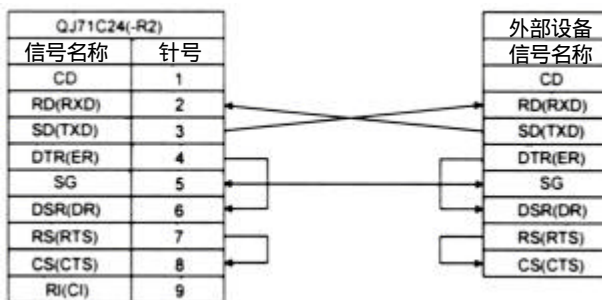 QJ71C24(-R2)
信号名称 针号
CD 1
RD(RXD) 2
SD(TXD) 3
DTR(ER) 4
SG 5
DSR(DR) 6
RS(RTS) 7
CS(CTS) 8
RI(CI) 9
外部设备
信号名称
CD
RD(RXD)
SD(TXD)
DTR(ER)
SG
DSR(DR)
RS(RTS)
CS(CTS)